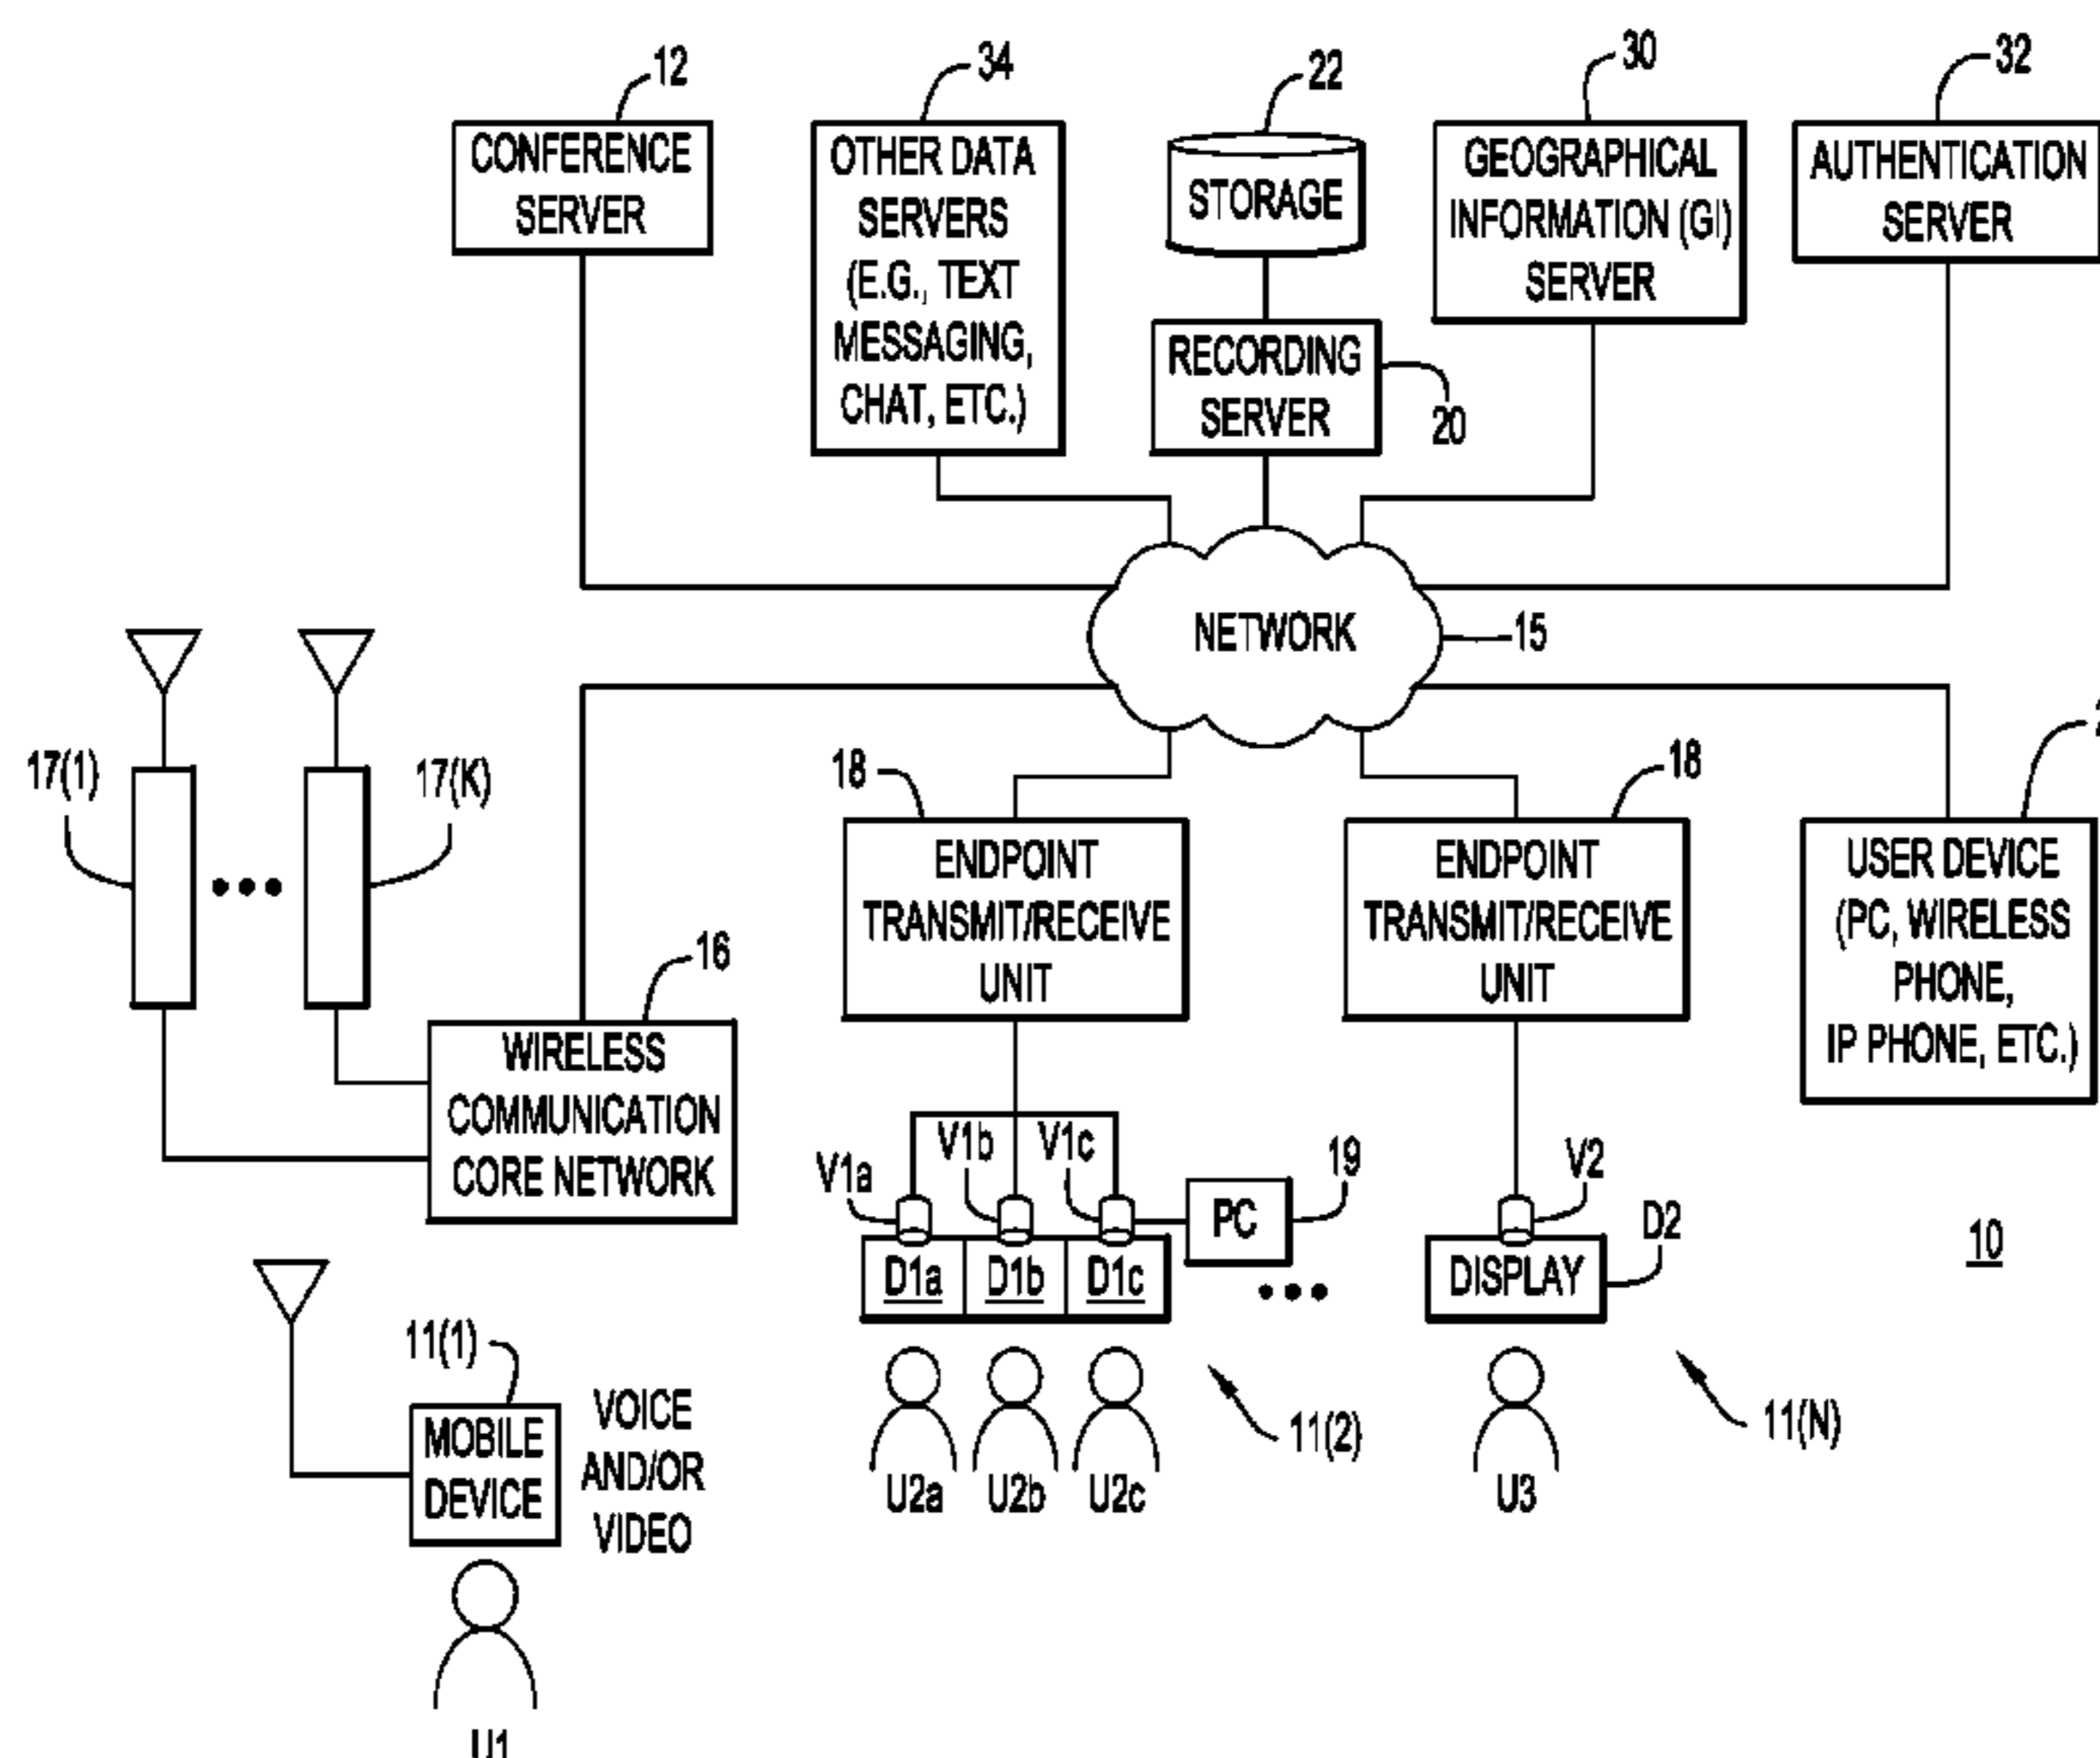 12
34
22
30
32
CONFERENCE
SERVER
OTHER DATA
SERVERS
(E.G., TEXT
MESSAGING,
CHAT, ETC.)
STORAGE
RECORDING
SERVER
20
GEOGRAPHICAL
INFORMATION (GI)
SERVER
AUTHENTICATION
SERVER
NETWORK
15
17(1)
17(K)
16
WIRELESS
COMMUNICATION
CORE NETWORK
18
ENDPOINT
TRANSMIT/RECEIVE
UNIT
18
ENDPOINT
TRANSMIT/RECEIVE
UNIT
USER DEVICE
(PC, WIRELESS
PHONE,
IP PHONE, ETC.)
V1a
V1b
V1c
PC
19
V2
D2
D1a
D1b
D1c
DISPLAY
10
11(1)
MOBILE
DEVICE
VOICE
AND/OR
VIDEO
U2a
U2b
U2c
11(2)
U3
11(N)
U1